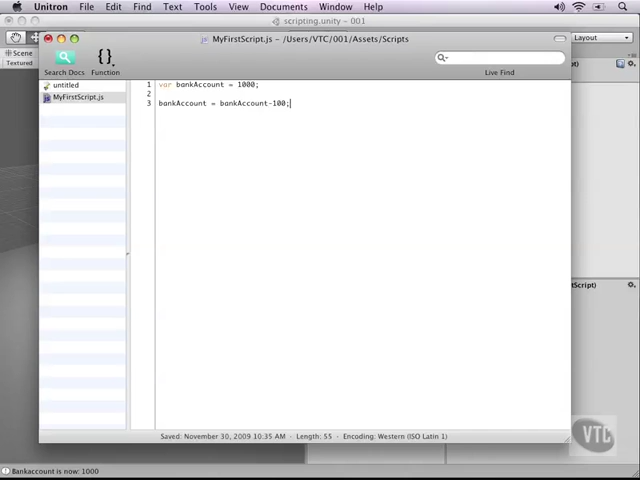 Unitron File Edit Find Text Tools View Documents Window Help
scripting.unity — 001
Scene
Layout
Textured
MyFirstScript.js – /Users/VTC/001/Assets/Scripts
Search Docs Function
Live Find
untitled
MyFirstScript.js
1 var bankAccount = 1000;
2
3 bankAccount = bankAccount-100;
tScript)
Saved: November 30, 2009 10:35 AM · Length: 55 · Encoding: Western (ISO Latin 1)
VTC
Bankaccount is now: 1000